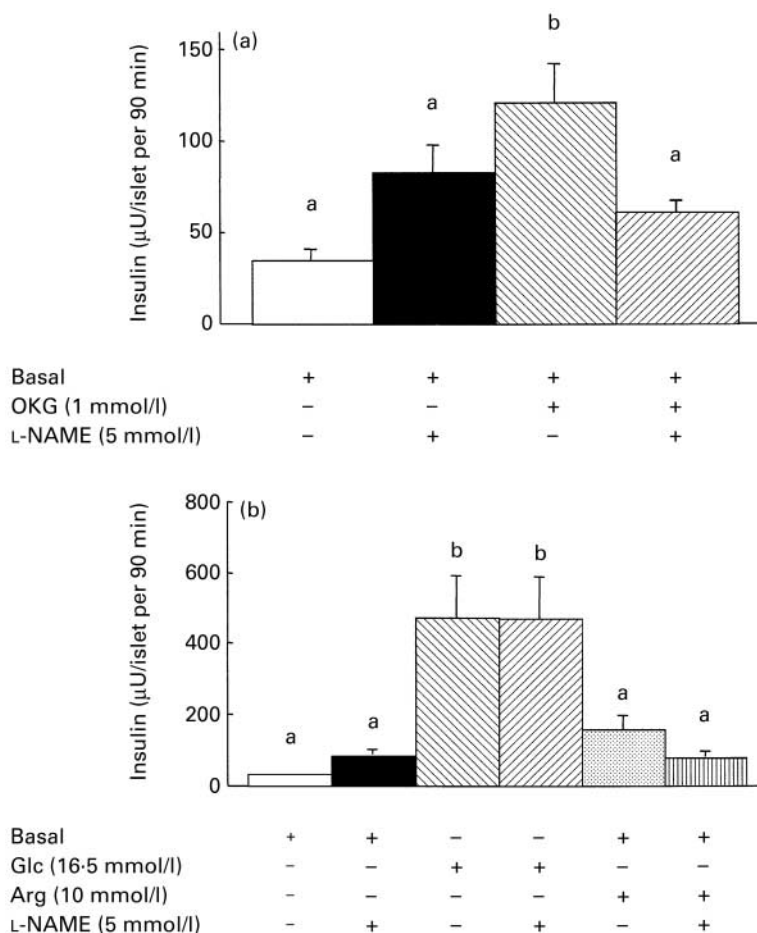 (a)
b
a
a
a
150
100
50
0
Insulin (µU/islet per 90 min)
Basal + + + +
OKG (1 mmol/l) – – + +
L-NAME (5 mmol/l) – + – +
(b)
b b
a a a a
800
600
400
200
0
Insulin (µU/islet per 90 min)
Basal + + – – + +
Glc (16·5 mmol/l) – – + + – –
Arg (10 mmol/l) – – – – + +
L-NAME (5 mmol/l) – + – + – +